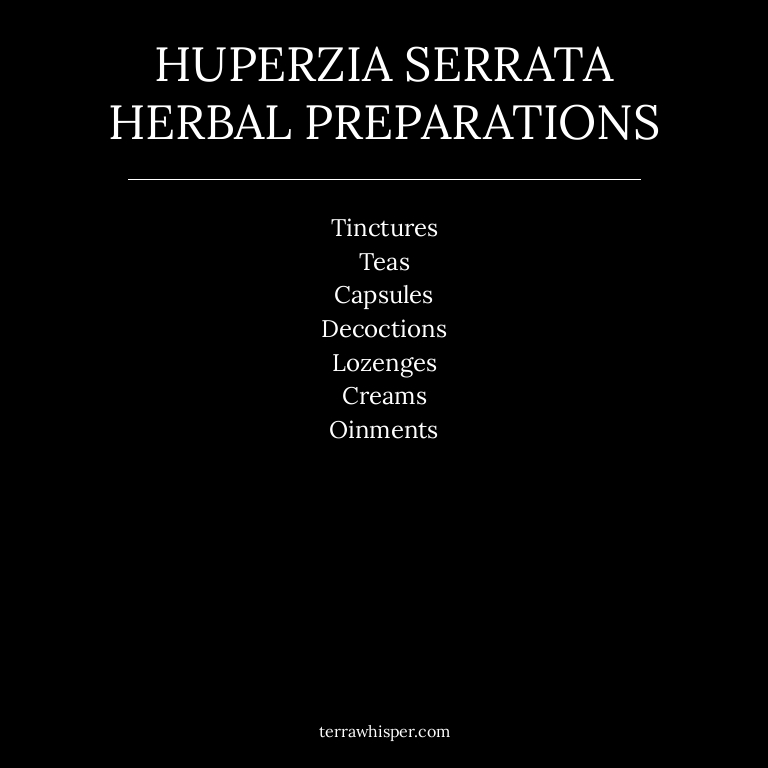 HUPERZIA SERRATA
HERBAL PREPARATIONS
Tinctures
Teas
Capsules
Decoctions
Lozenges
Creams
Oinments
terrawhisper.com